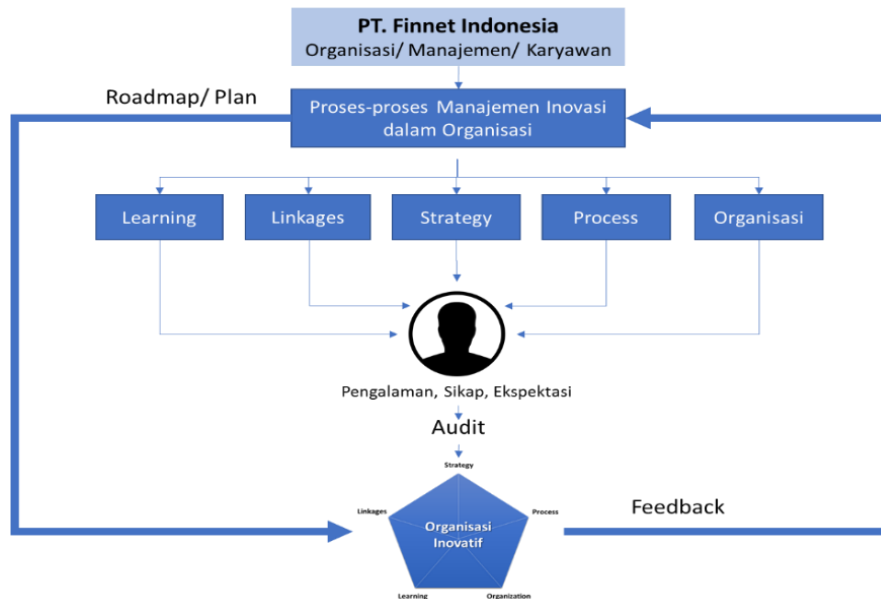 PT. Finnet Indonesia
Organisasi/ Manajemen/ Karyawan
Roadmap/ Plan
Proses-proses Manajemen Inovasi
dalam Organisasi
Learning
Linkages
Strategy
Process
Organisasi
Pengalaman, Sikap, Ekspektasi
Audit
Strategy
Linkages
Process
Organisasi
Inovatif
Learning
Organization
Feedback